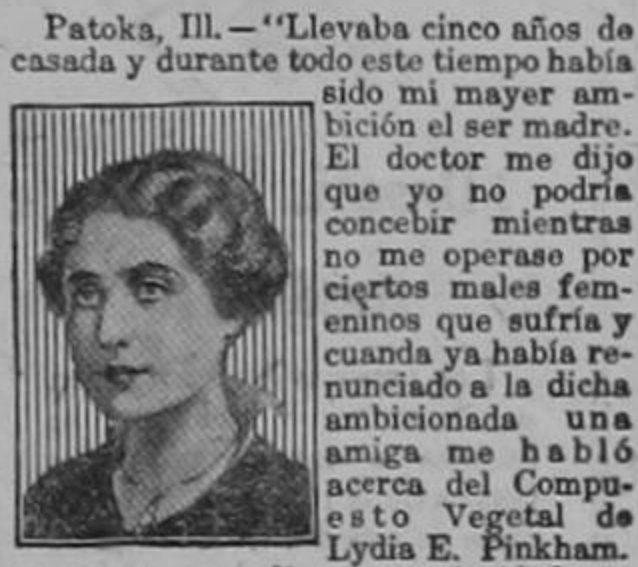 Patoka, Ill.—"Llevaba cinco años de
casada y durante todo este tiempo había
sido mi mayer am-
bición el ser madre.
El doctor me dijo
que yo no podría
concebir mientras
no me operase por
ciertos males fem-
eninos que sufría y
cuanda ya había re-
nunciado a la dicha
ambicionada una
amiga me habló
acerca del Compu-
esto Vegetal de
Lydia E. Pinkham.